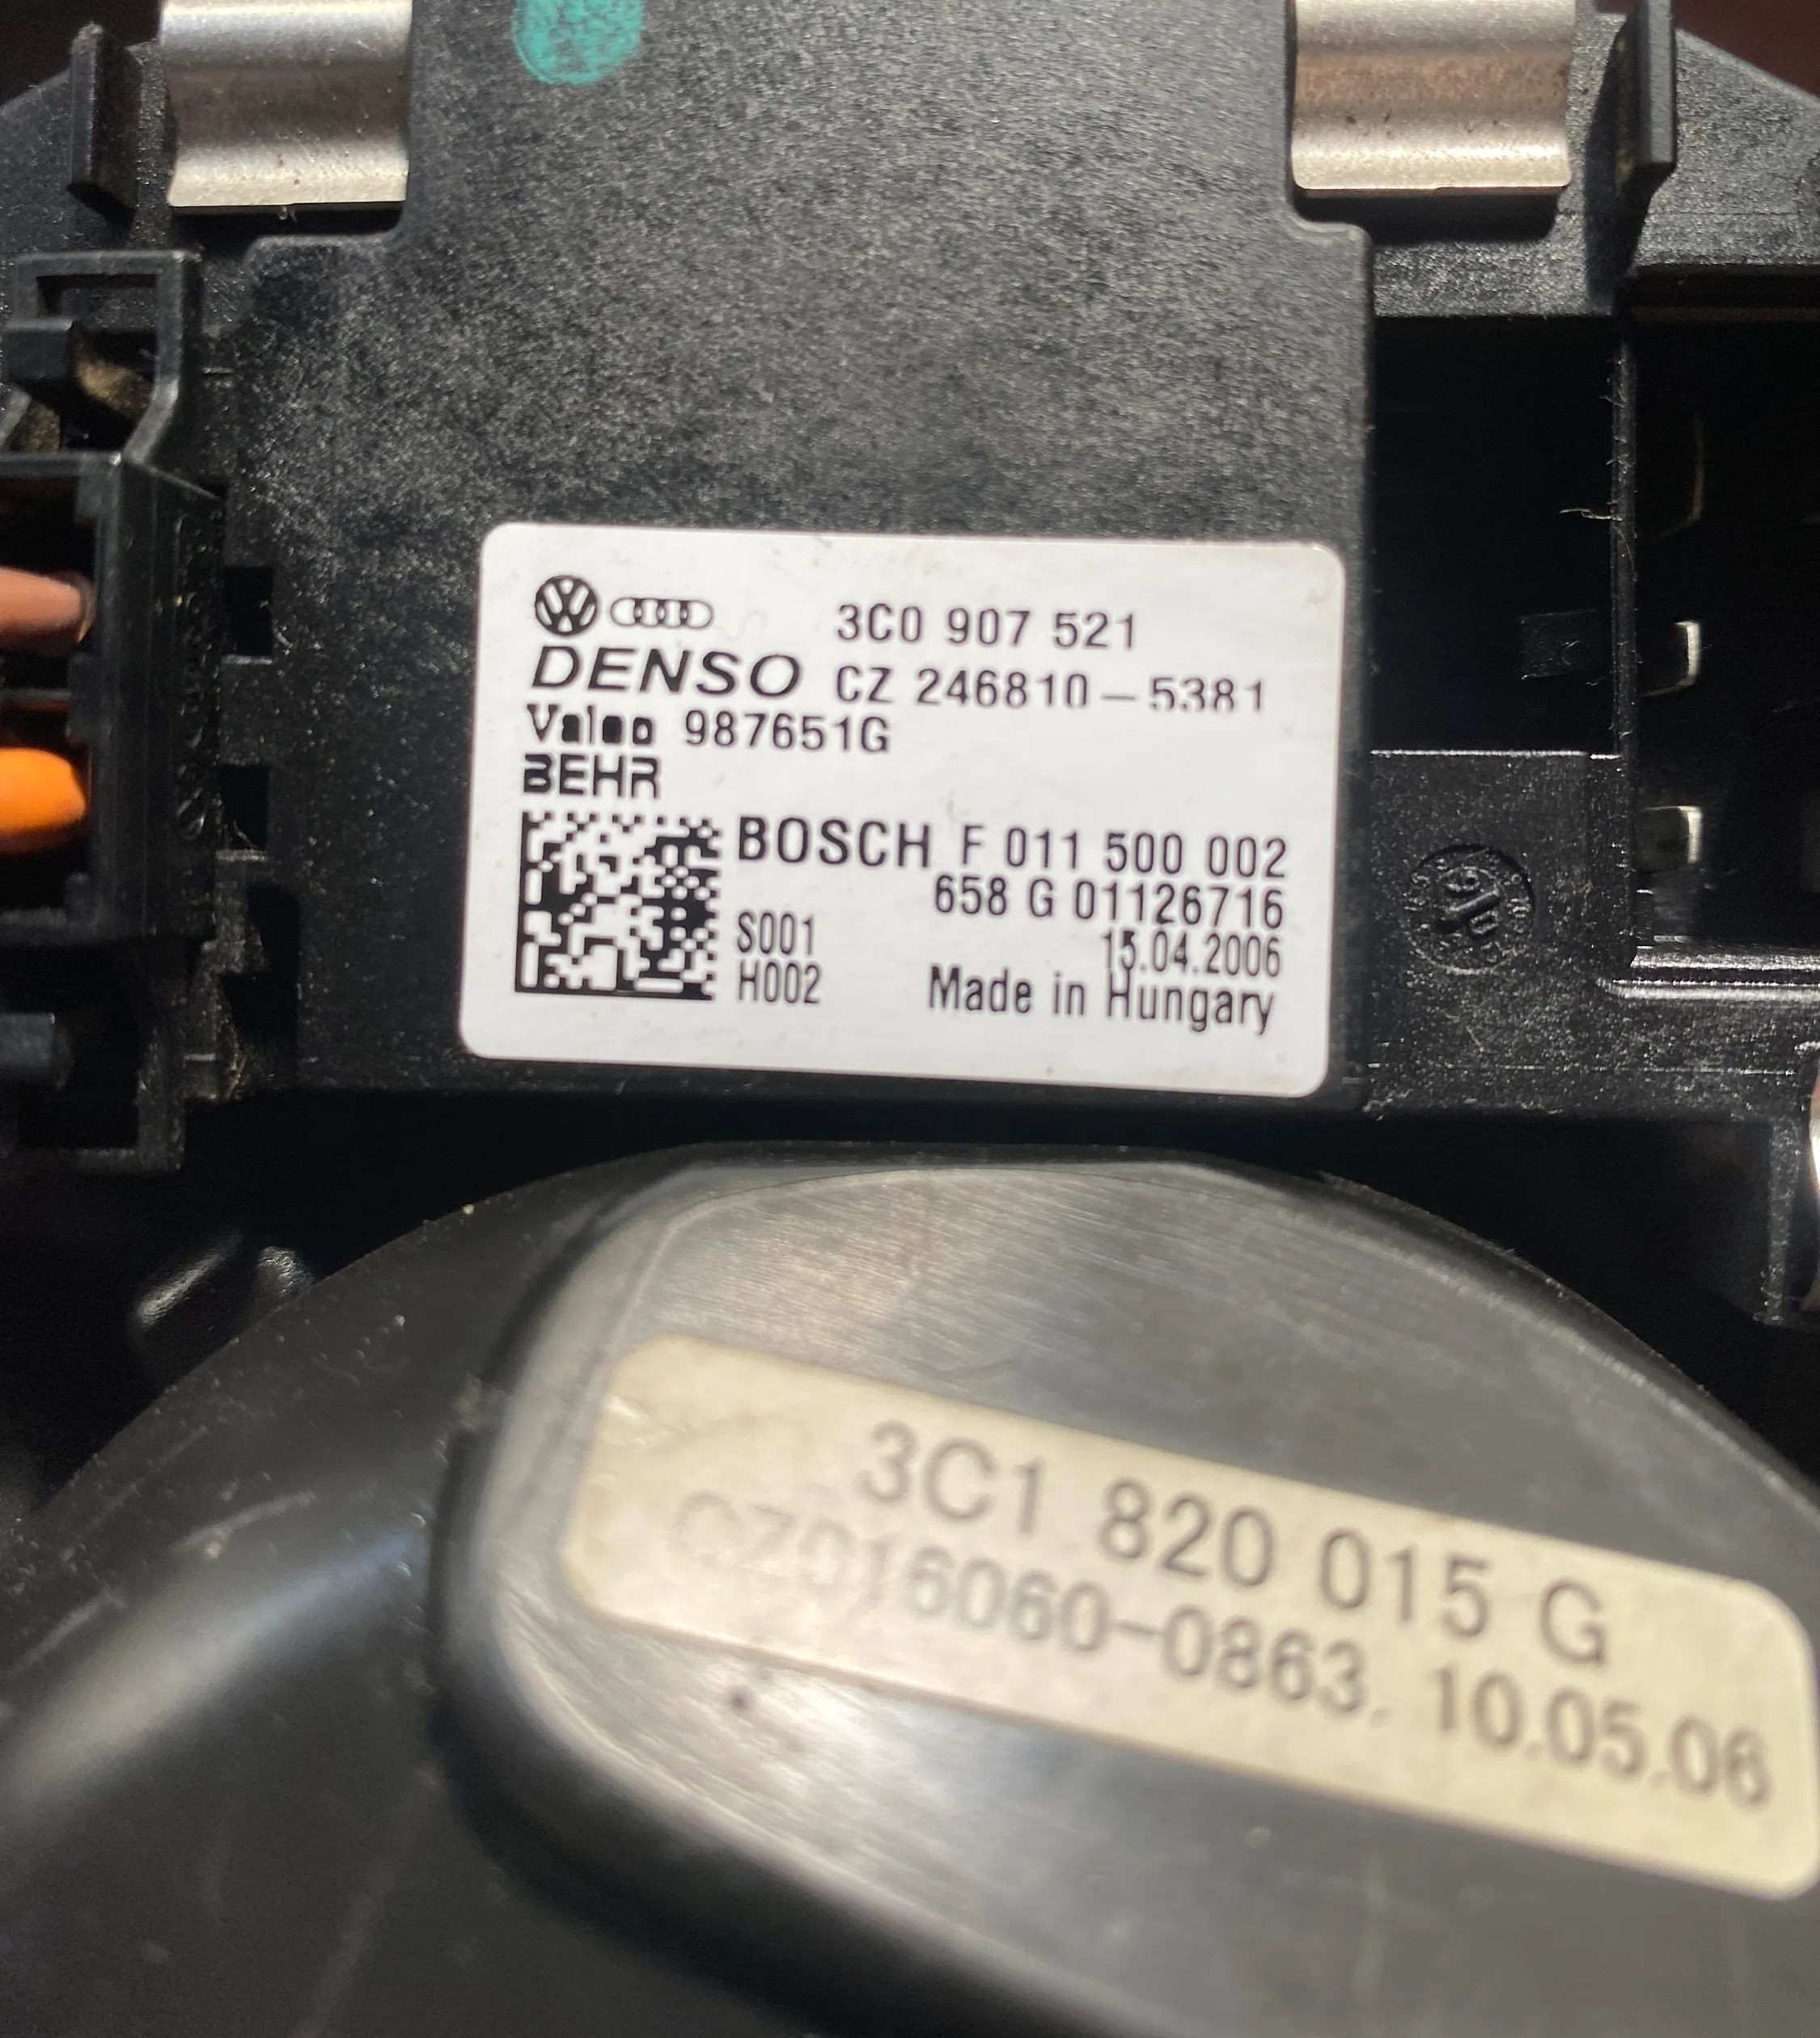 3C0 907 521
DENSO CZ 246810-5381
Valeo 987651G
BEHR
BOSCH F 011 500 002
658 G 01126716
S001
15.04.2006
H002
Made in Hungary
3C1 820 015 G
CZ016060-0863. 10.05.06